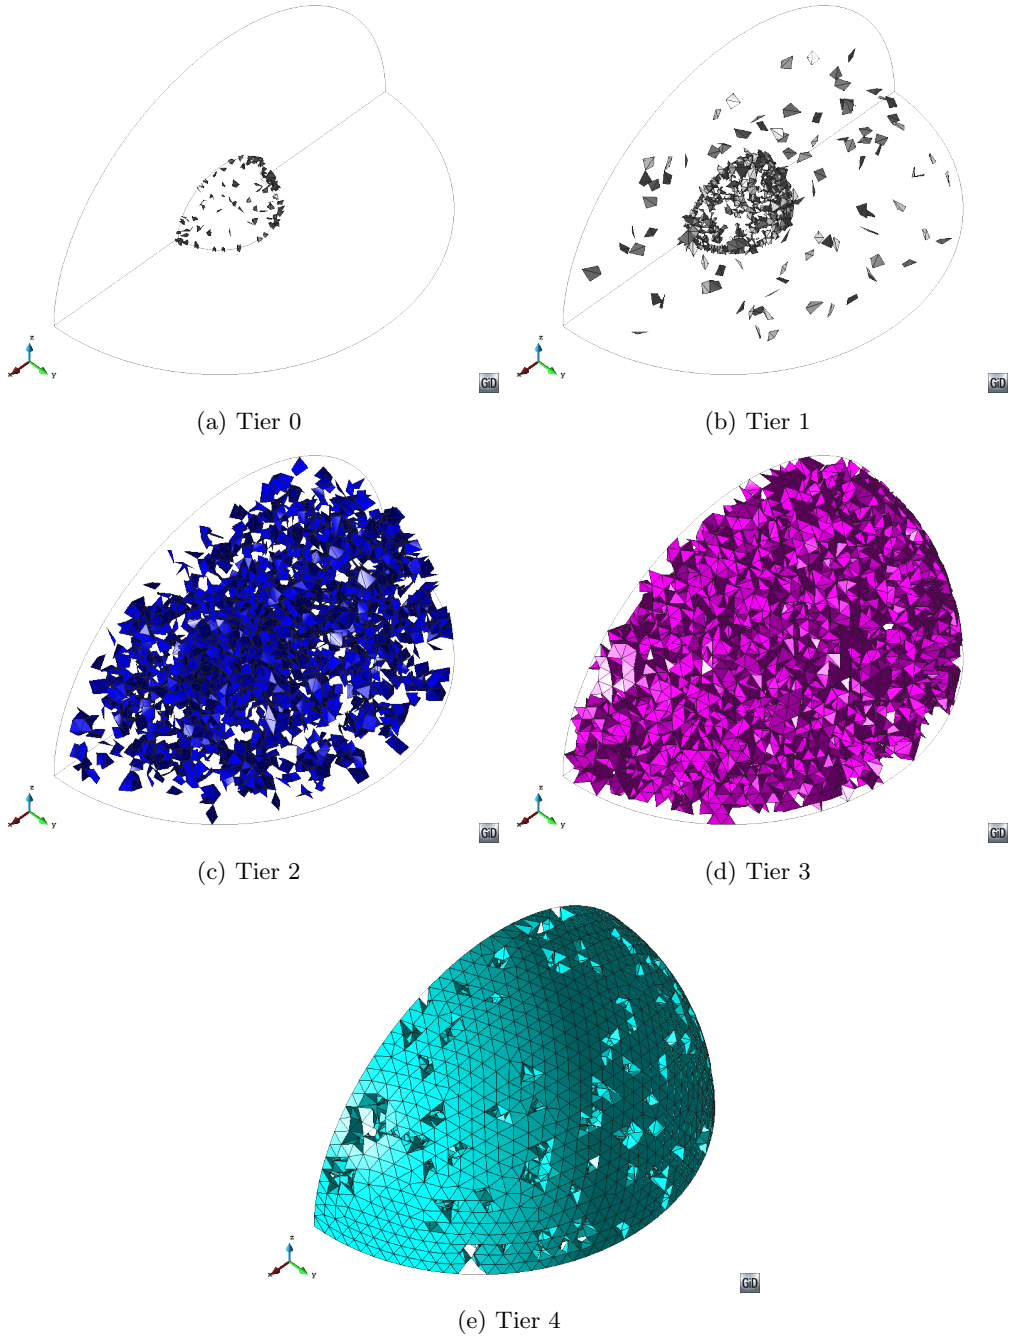 z
x
y
GiD
(a) Tier 0
z
x
y
GiD
(b) Tier 1
z
x
y
GiD
(c) Tier 2
z
x
y
GiD
(d) Tier 3
z
x
y
GiD
(e) Tier 4